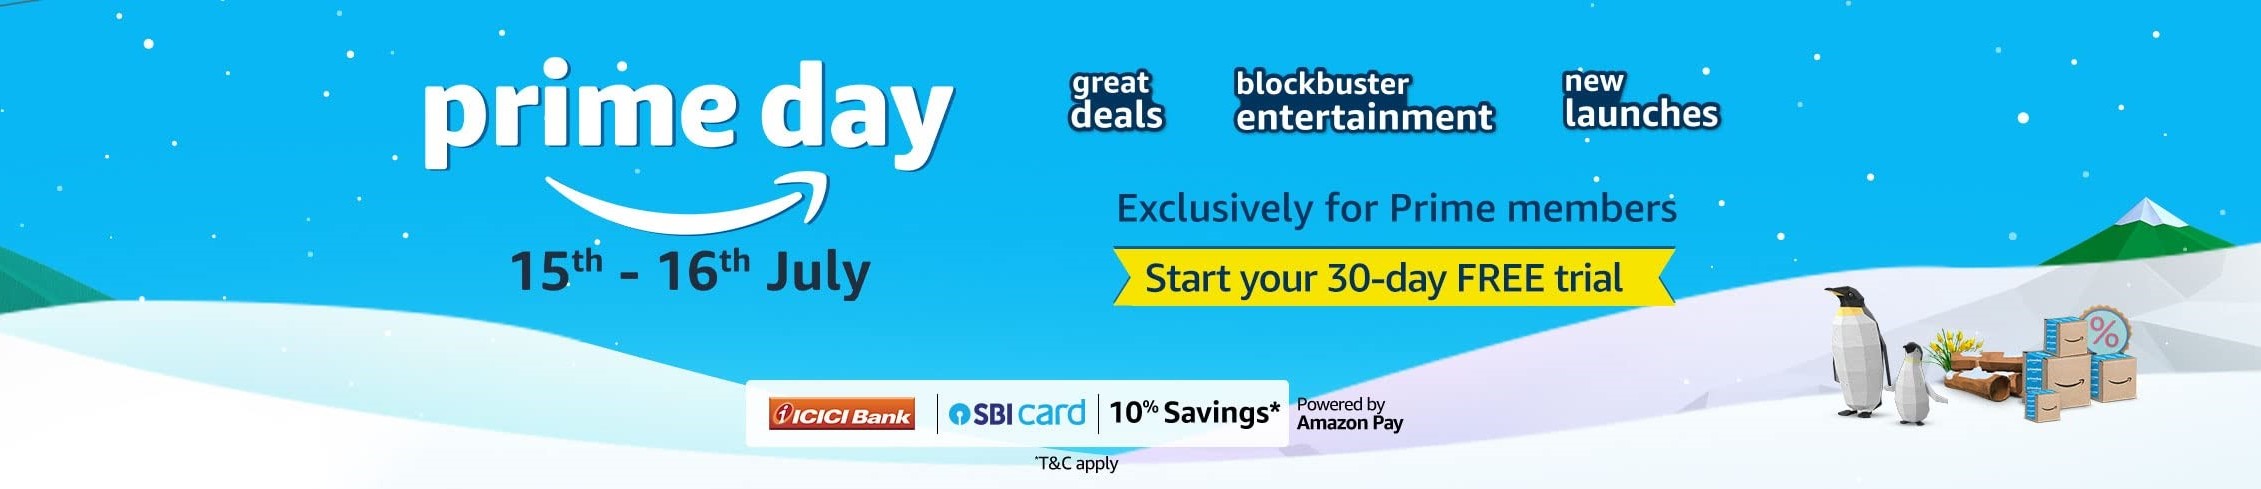 prime day
15th - 16th July
great
deals
blockbuster
entertainment
new
launches
Exclusively for Prime members
Start your 30-day FREE trial
%
ICICI Bank
SBI card
10% Savings*
Powered by
Amazon Pay
*T&C apply